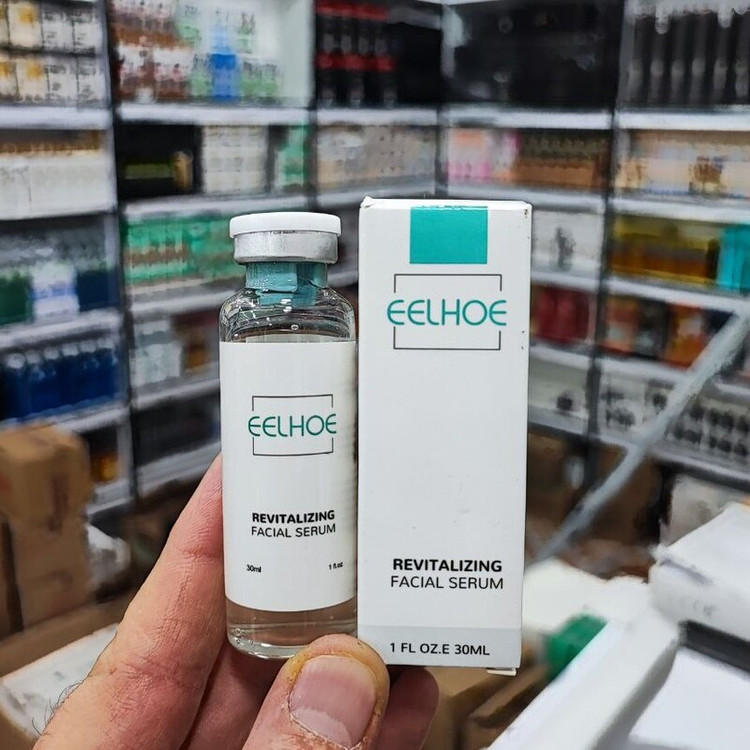 EELHOE
REVITALIZING
FACIAL SERUM
30ml
1 fl oz
EELHOE
REVITALIZING
FACIAL SERUM
1 FL OZ.E 30ML